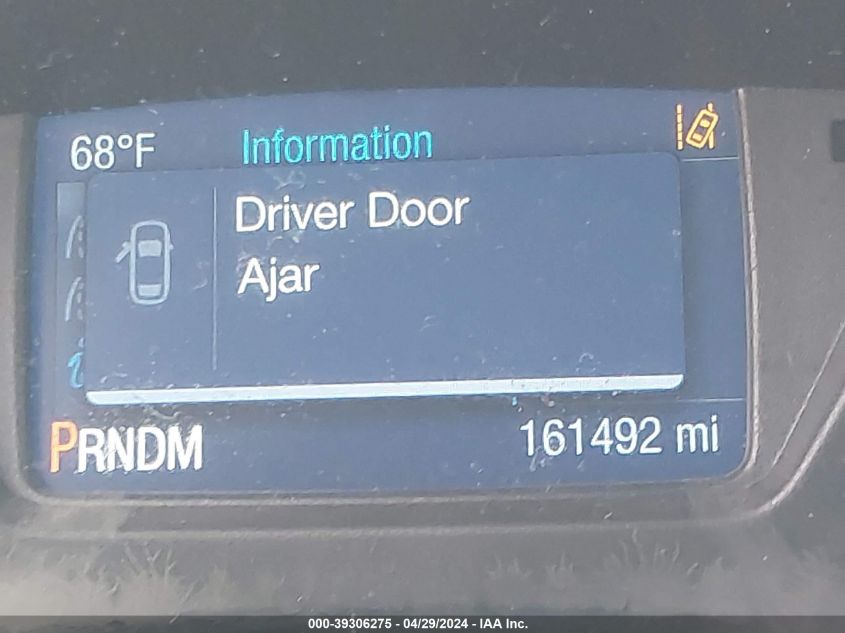 68°F
Information
Driver Door
Ajar
PRNDM
161492 mi
000-39306275 - 04/29/2024 - IAA Inc.